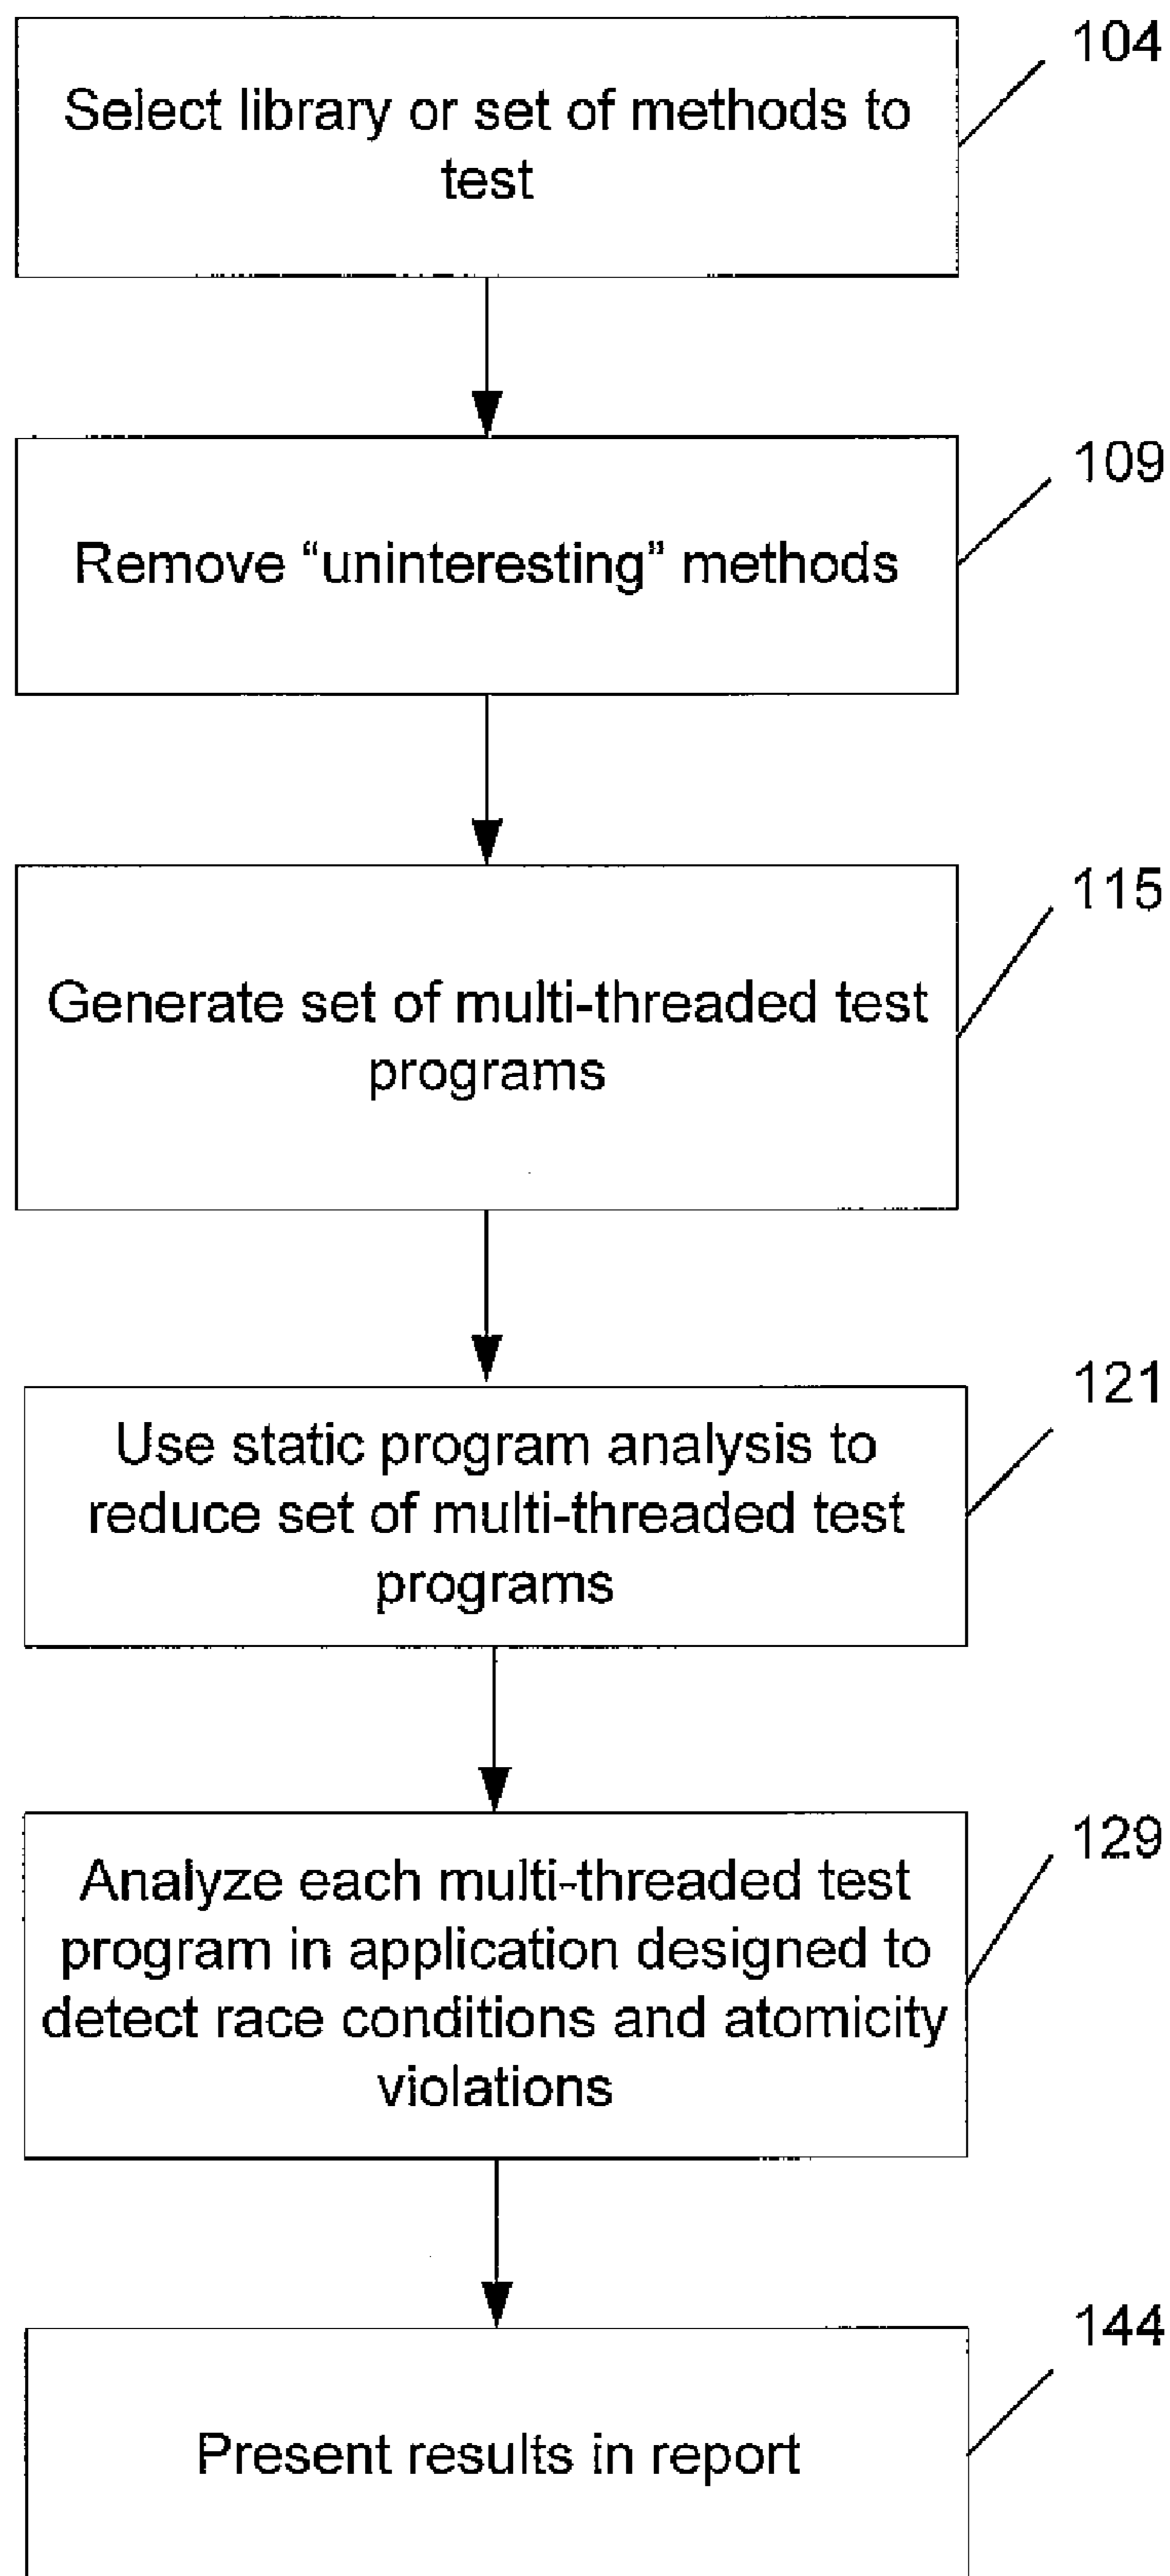 104
Select library or set of methods to
test
109
Remove “uninteresting” methods
115
Generate set of multi-threaded test
programs
121
Use static program analysis to
reduce set of multi-threaded test
programs
129
Analyze each multi-threaded test
program in application designed to
detect race conditions and atomicity
violations
144
Present results in report